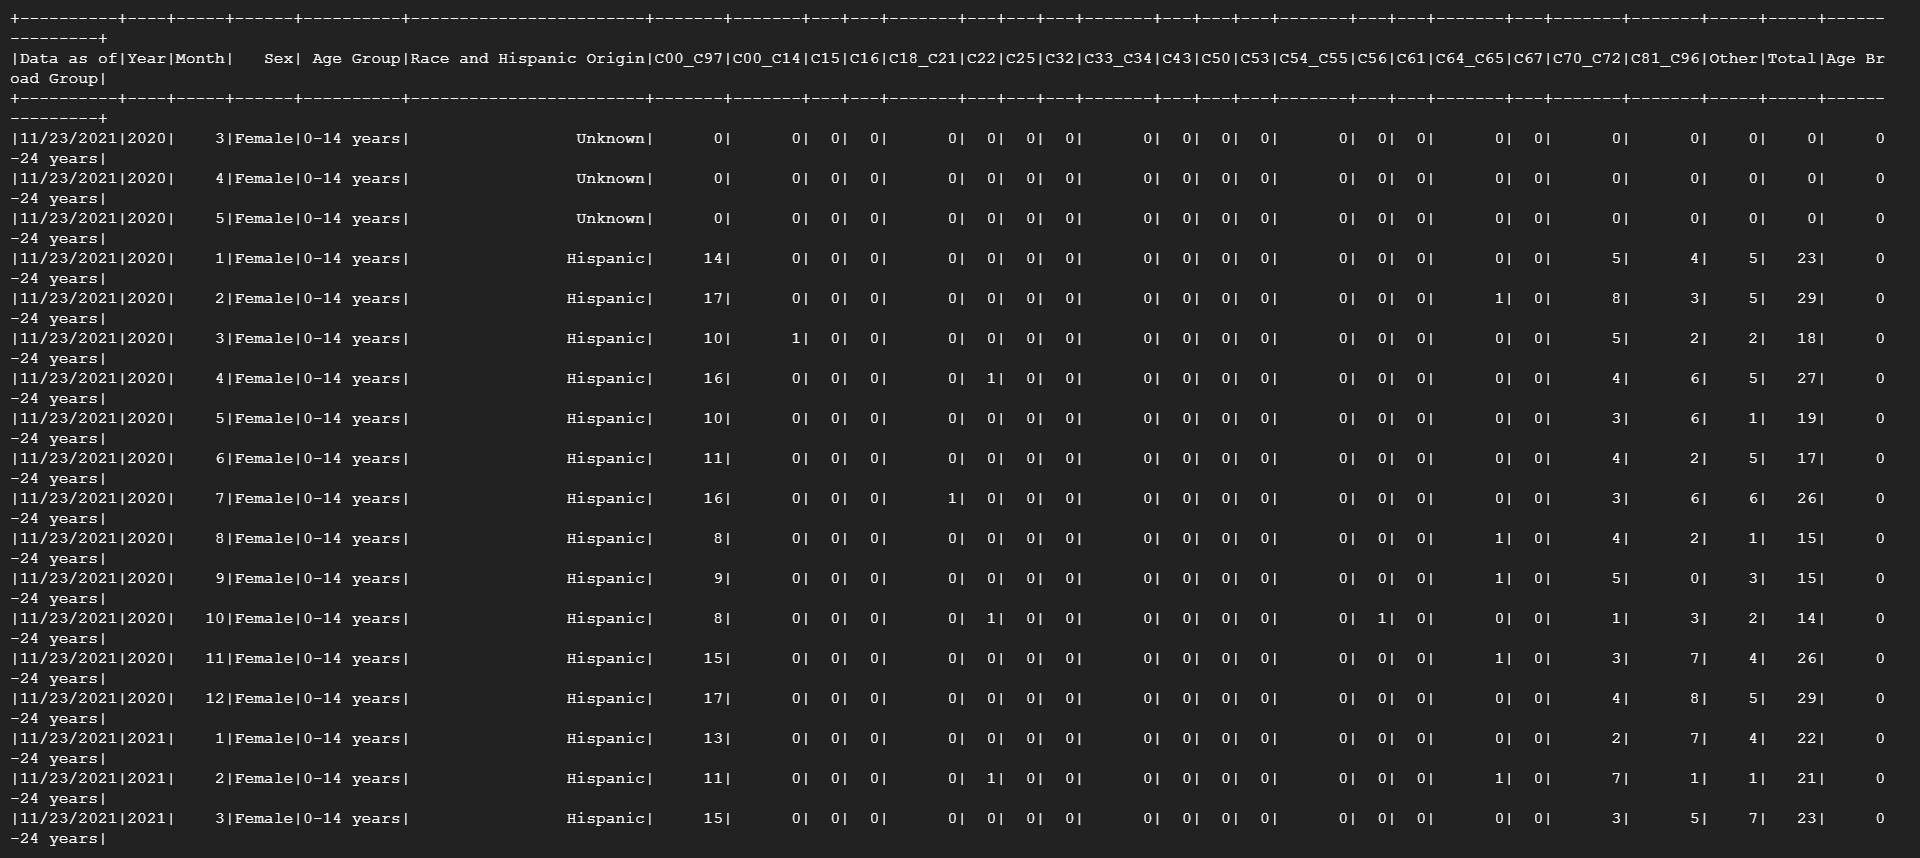 +----------+----+-----+------+----------+------------------------+-------+-------+---+---+-------+---+---+---+-------+---+---+---+-------+---+---+-------+---+-------+-------+-----+-----+------
---------+
|Data as of|Year|Month|   Sex| Age Group|Race and Hispanic Origin|C00_C97|C00_C14|C15|C16|C18_C21|C22|C25|C32|C33_C34|C43|C50|C53|C54_C55|C56|C61|C64_C65|C67|C70_C72|C81_C96|Other|Total|Age Br
oad Group|
+----------+----+-----+------+----------+------------------------+-------+-------+---+---+-------+---+---+---+-------+---+---+---+-------+---+---+-------+---+-------+-------+-----+-----+------
---------+
|11/23/2021|2020|    3|Female|0-14 years|                 Unknown|      0|      0|  0|  0|      0|  0|  0|  0|      0|  0|  0|  0|      0|  0|  0|      0|  0|      0|      0|    0|    0|     0
-24 years|
|11/23/2021|2020|    4|Female|0-14 years|                 Unknown|      0|      0|  0|  0|      0|  0|  0|  0|      0|  0|  0|  0|      0|  0|  0|      0|  0|      0|      0|    0|    0|     0
-24 years|
|11/23/2021|2020|    5|Female|0-14 years|                 Unknown|      0|      0|  0|  0|      0|  0|  0|  0|      0|  0|  0|  0|      0|  0|  0|      0|  0|      0|      0|    0|    0|     0
-24 years|
|11/23/2021|2020|    1|Female|0-14 years|                Hispanic|     14|      0|  0|  0|      0|  0|  0|  0|      0|  0|  0|  0|      0|  0|  0|      0|  0|      5|      4|    5|   23|     0
-24 years|
|11/23/2021|2020|    2|Female|0-14 years|                Hispanic|     17|      0|  0|  0|      0|  0|  0|  0|      0|  0|  0|  0|      0|  0|  0|      1|  0|      8|      3|    5|   29|     0
-24 years|
|11/23/2021|2020|    3|Female|0-14 years|                Hispanic|     10|      1|  0|  0|      0|  0|  0|  0|      0|  0|  0|  0|      0|  0|  0|      0|  0|      5|      2|    2|   18|     0
-24 years|
|11/23/2021|2020|    4|Female|0-14 years|                Hispanic|     16|      0|  0|  0|      0|  1|  0|  0|      0|  0|  0|  0|      0|  0|  0|      0|  0|      4|      6|    5|   27|     0
-24 years|
|11/23/2021|2020|    5|Female|0-14 years|                Hispanic|     10|      0|  0|  0|      0|  0|  0|  0|      0|  0|  0|  0|      0|  0|  0|      0|  0|      3|      6|    1|   19|     0
-24 years|
|11/23/2021|2020|    6|Female|0-14 years|                Hispanic|     11|      0|  0|  0|      0|  0|  0|  0|      0|  0|  0|  0|      0|  0|  0|      0|  0|      4|      2|    5|   17|     0
-24 years|
|11/23/2021|2020|    7|Female|0-14 years|                Hispanic|     16|      0|  0|  0|      1|  0|  0|  0|      0|  0|  0|  0|      0|  0|  0|      0|  0|      3|      6|    6|   26|     0
-24 years|
|11/23/2021|2020|    8|Female|0-14 years|                Hispanic|      8|      0|  0|  0|      0|  0|  0|  0|      0|  0|  0|  0|      0|  0|  0|      1|  0|      4|      2|    1|   15|     0
-24 years|
|11/23/2021|2020|    9|Female|0-14 years|                Hispanic|      9|      0|  0|  0|      0|  0|  0|  0|      0|  0|  0|  0|      0|  0|  0|      1|  0|      5|      0|    3|   15|     0
-24 years|
|11/23/2021|2020|   10|Female|0-14 years|                Hispanic|      8|      0|  0|  0|      0|  1|  0|  0|      0|  0|  0|  0|      0|  1|  0|      0|  0|      1|      3|    2|   14|     0
-24 years|
|11/23/2021|2020|   11|Female|0-14 years|                Hispanic|     15|      0|  0|  0|      0|  0|  0|  0|      0|  0|  0|  0|      0|  0|  0|      1|  0|      3|      7|    4|   26|     0
-24 years|
|11/23/2021|2020|   12|Female|0-14 years|                Hispanic|     17|      0|  0|  0|      0|  0|  0|  0|      0|  0|  0|  0|      0|  0|  0|      0|  0|      4|      8|    5|   29|     0
-24 years|
|11/23/2021|2021|    1|Female|0-14 years|                Hispanic|     13|      0|  0|  0|      0|  0|  0|  0|      0|  0|  0|  0|      0|  0|  0|      0|  0|      2|      7|    4|   22|     0
-24 years|
|11/23/2021|2021|    2|Female|0-14 years|                Hispanic|     11|      0|  0|  0|      0|  1|  0|  0|      0|  0|  0|  0|      0|  0|  0|      1|  0|      7|      1|    1|   21|     0
-24 years|
|11/23/2021|2021|    3|Female|0-14 years|                Hispanic|     15|      0|  0|  0|      0|  0|  0|  0|      0|  0|  0|  0|      0|  0|  0|      0|  0|      3|      5|    7|   23|     0
-24 years|